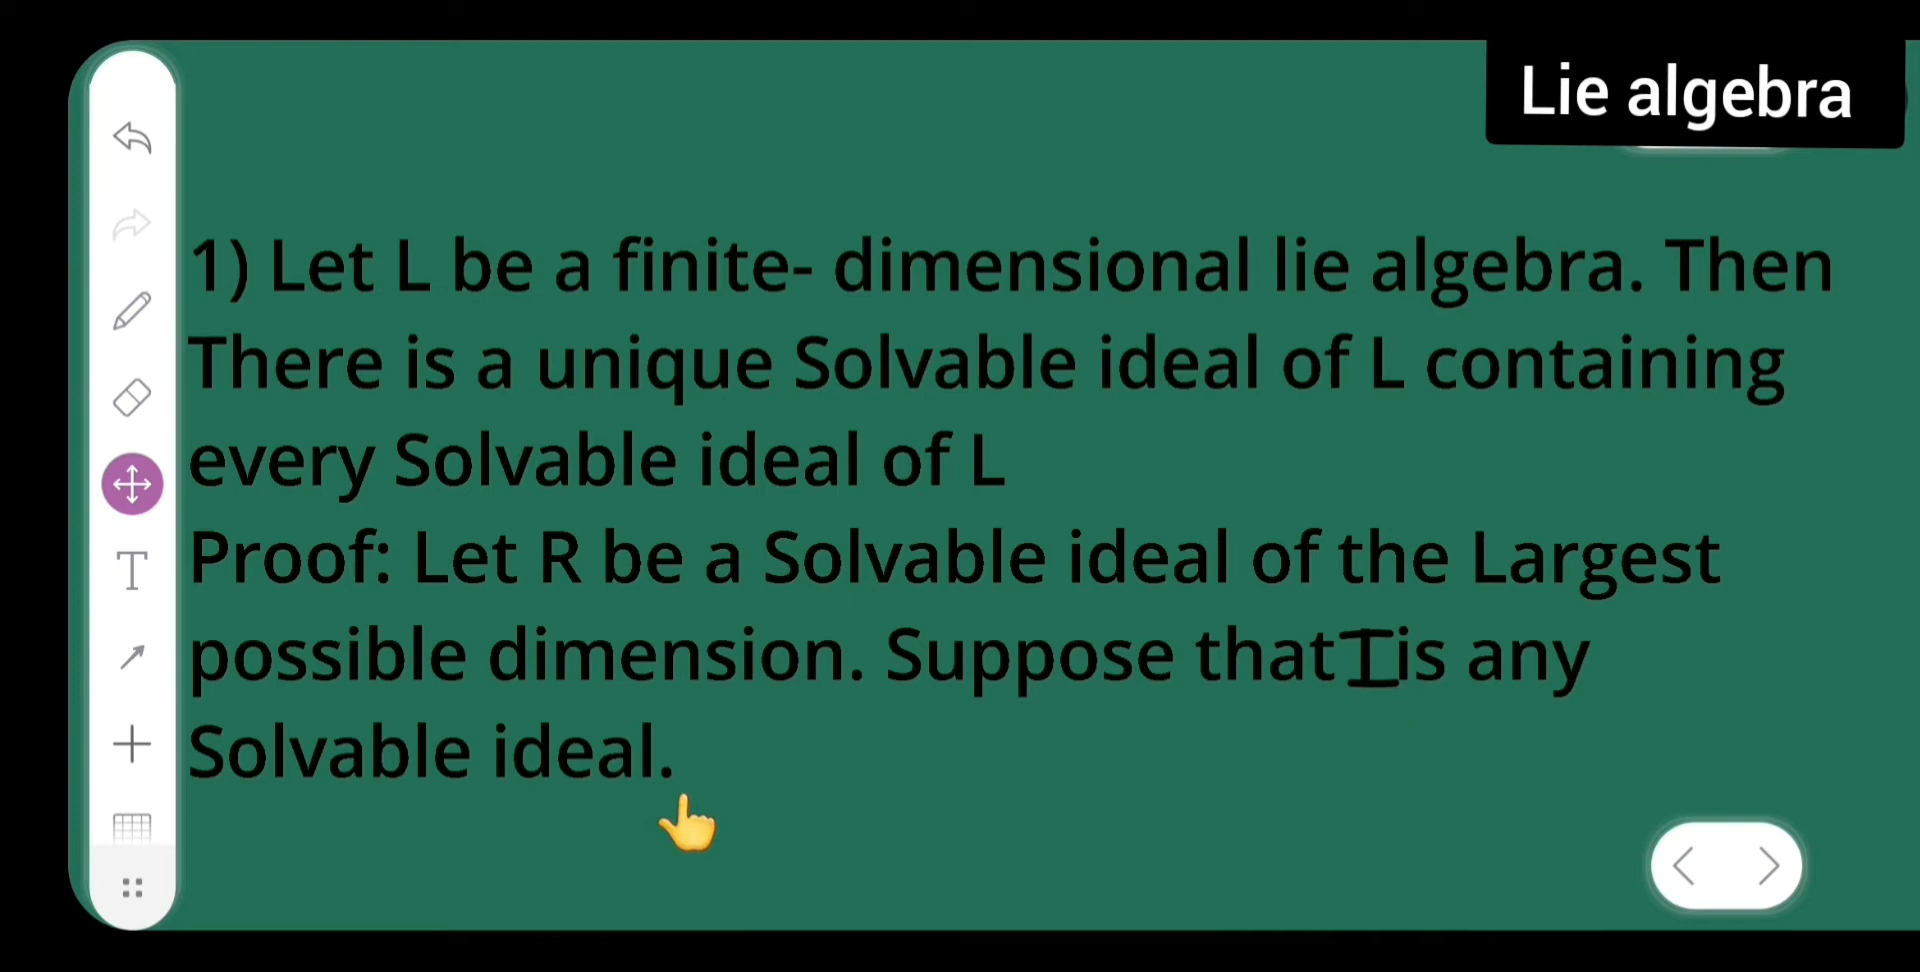 Lie algebra
1) Let L be a finite- dimensional lie algebra. Then
There is a unique Solvable ideal of L containing
every Solvable ideal of L
Proof: Let R be a Solvable ideal of the Largest
possible dimension. Suppose that I is any
Solvable ideal.
T